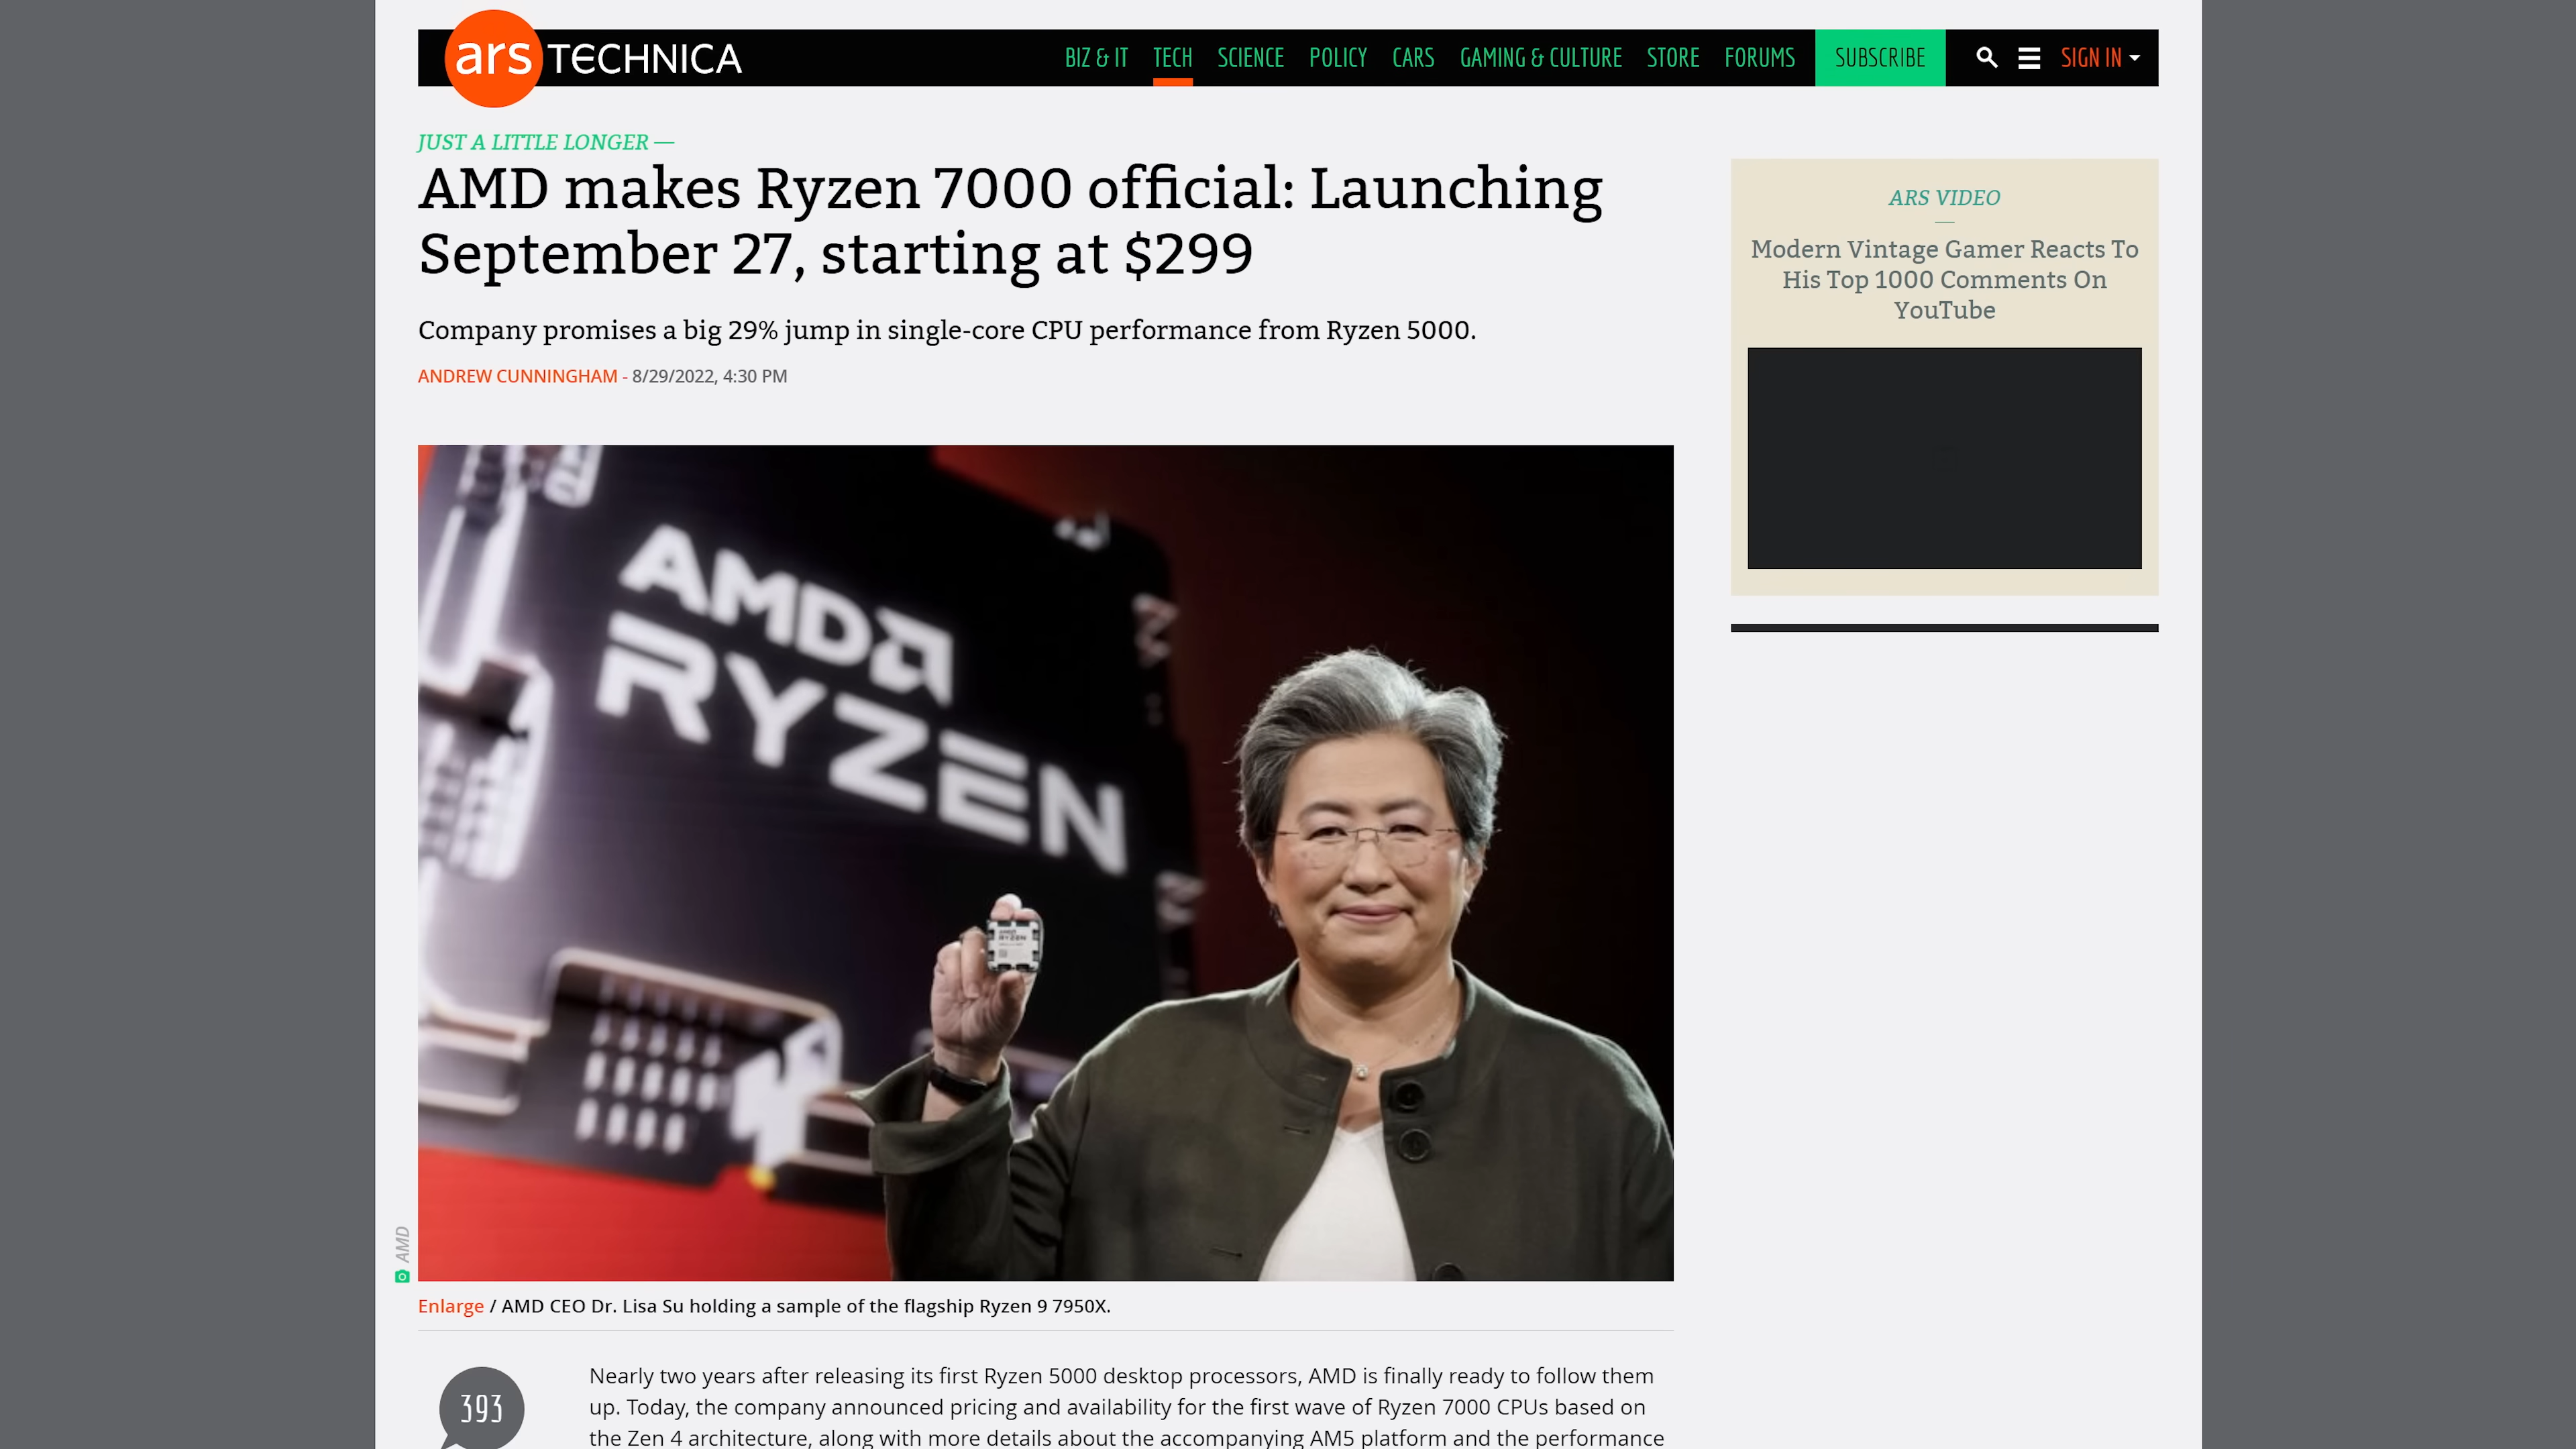 ars TECHNICA
BIZ & IT TECH SCIENCE POLICY CARS GAMING & CULTURE STORE FORUMS SUBSCRIBE SIGN IN
JUST A LITTLE LONGER —
AMD makes Ryzen 7000 official: Launching
September 27, starting at $299
Company promises a big 29% jump in single-core CPU performance from Ryzen 5000.
ANDREW CUNNINGHAM - 8/29/2022, 4:30 PM
AMD
RYZEN
AMD
RYZEN
AMD
Enlarge / AMD CEO Dr. Lisa Su holding a sample of the flagship Ryzen 9 7950X.
393
Nearly two years after releasing its first Ryzen 5000 desktop processors, AMD is finally ready to follow them
up. Today, the company announced pricing and availability for the first wave of Ryzen 7000 CPUs based on
the Zen 4 architecture, along with more details about the accompanying AM5 platform and the performance
ARS VIDEO
Modern Vintage Gamer Reacts To
His Top 1000 Comments On
YouTube